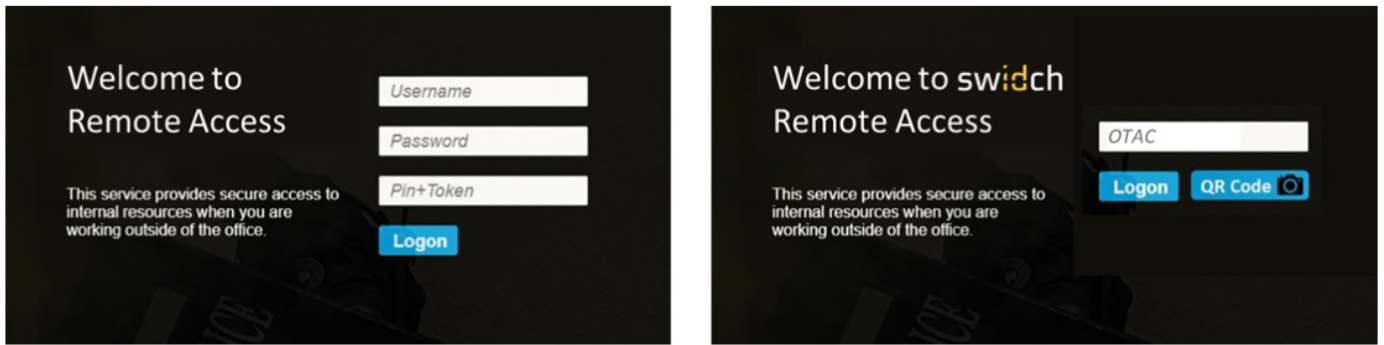 Welcome to
Remote Access
This service provides secure access to
internal resources when you are
working outside of the office.
Username
Password
Pin+Token
Logon
ICE
Welcome to swidch
Remote Access
This service provides secure access to
internal resources when you are
working outside of the office.
OTAC
Logon
QR Code
ICE